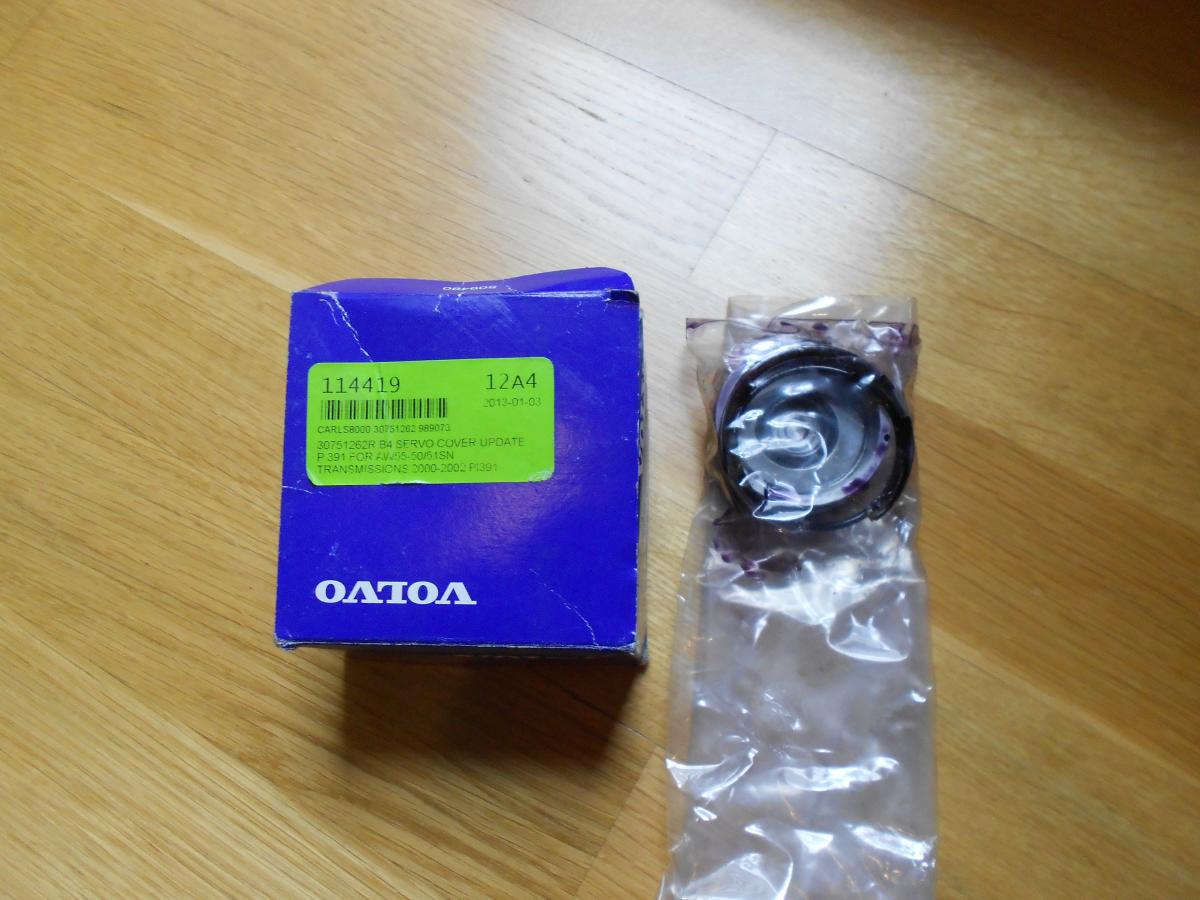 114419 12A4
2013-01-03
CARLS8000 30751262 989073
30751262R B4 SERVO COVER UPDATE
P 391 FOR AW55-50/51SN
TRANSMISSIONS 2000-2002 P1391
VOLVO